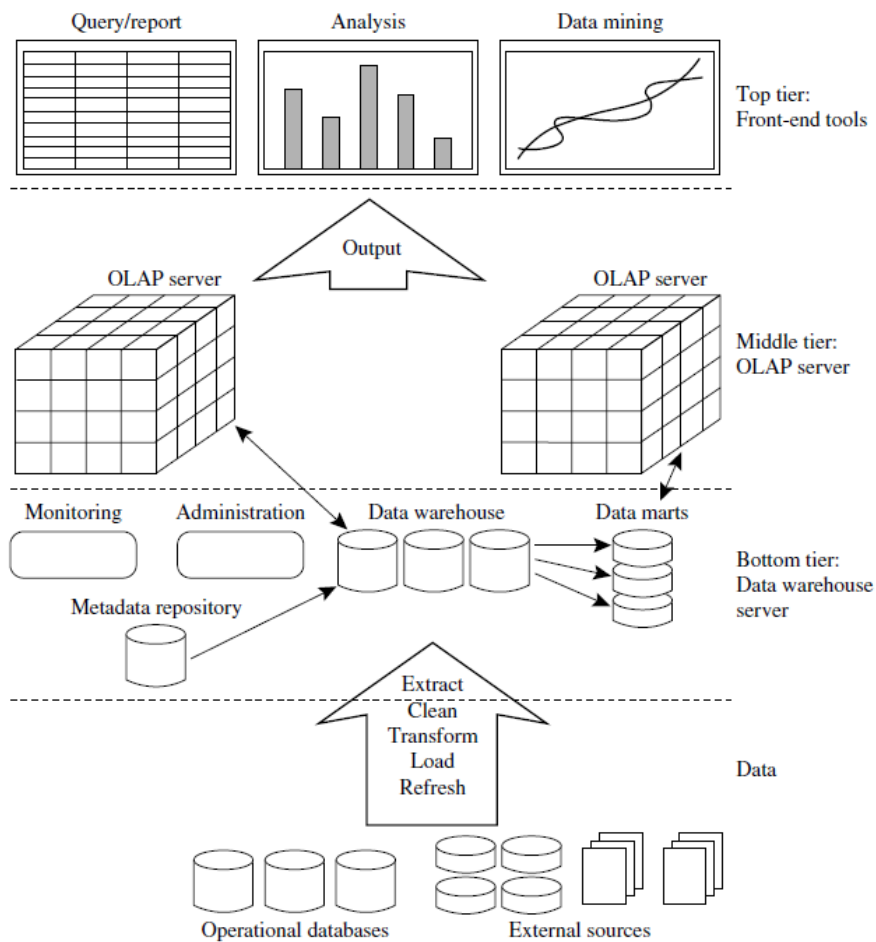 Query/report
Analysis
Data mining
Top tier:
Front-end tools
Output
OLAP server
OLAP server
Middle tier:
OLAP server
Monitoring
Administration
Data warehouse
Data marts
Bottom tier:
Data warehouse
server
Metadata repository
Extract
Clean
Transform
Load
Refresh
Data
Operational databases
External sources